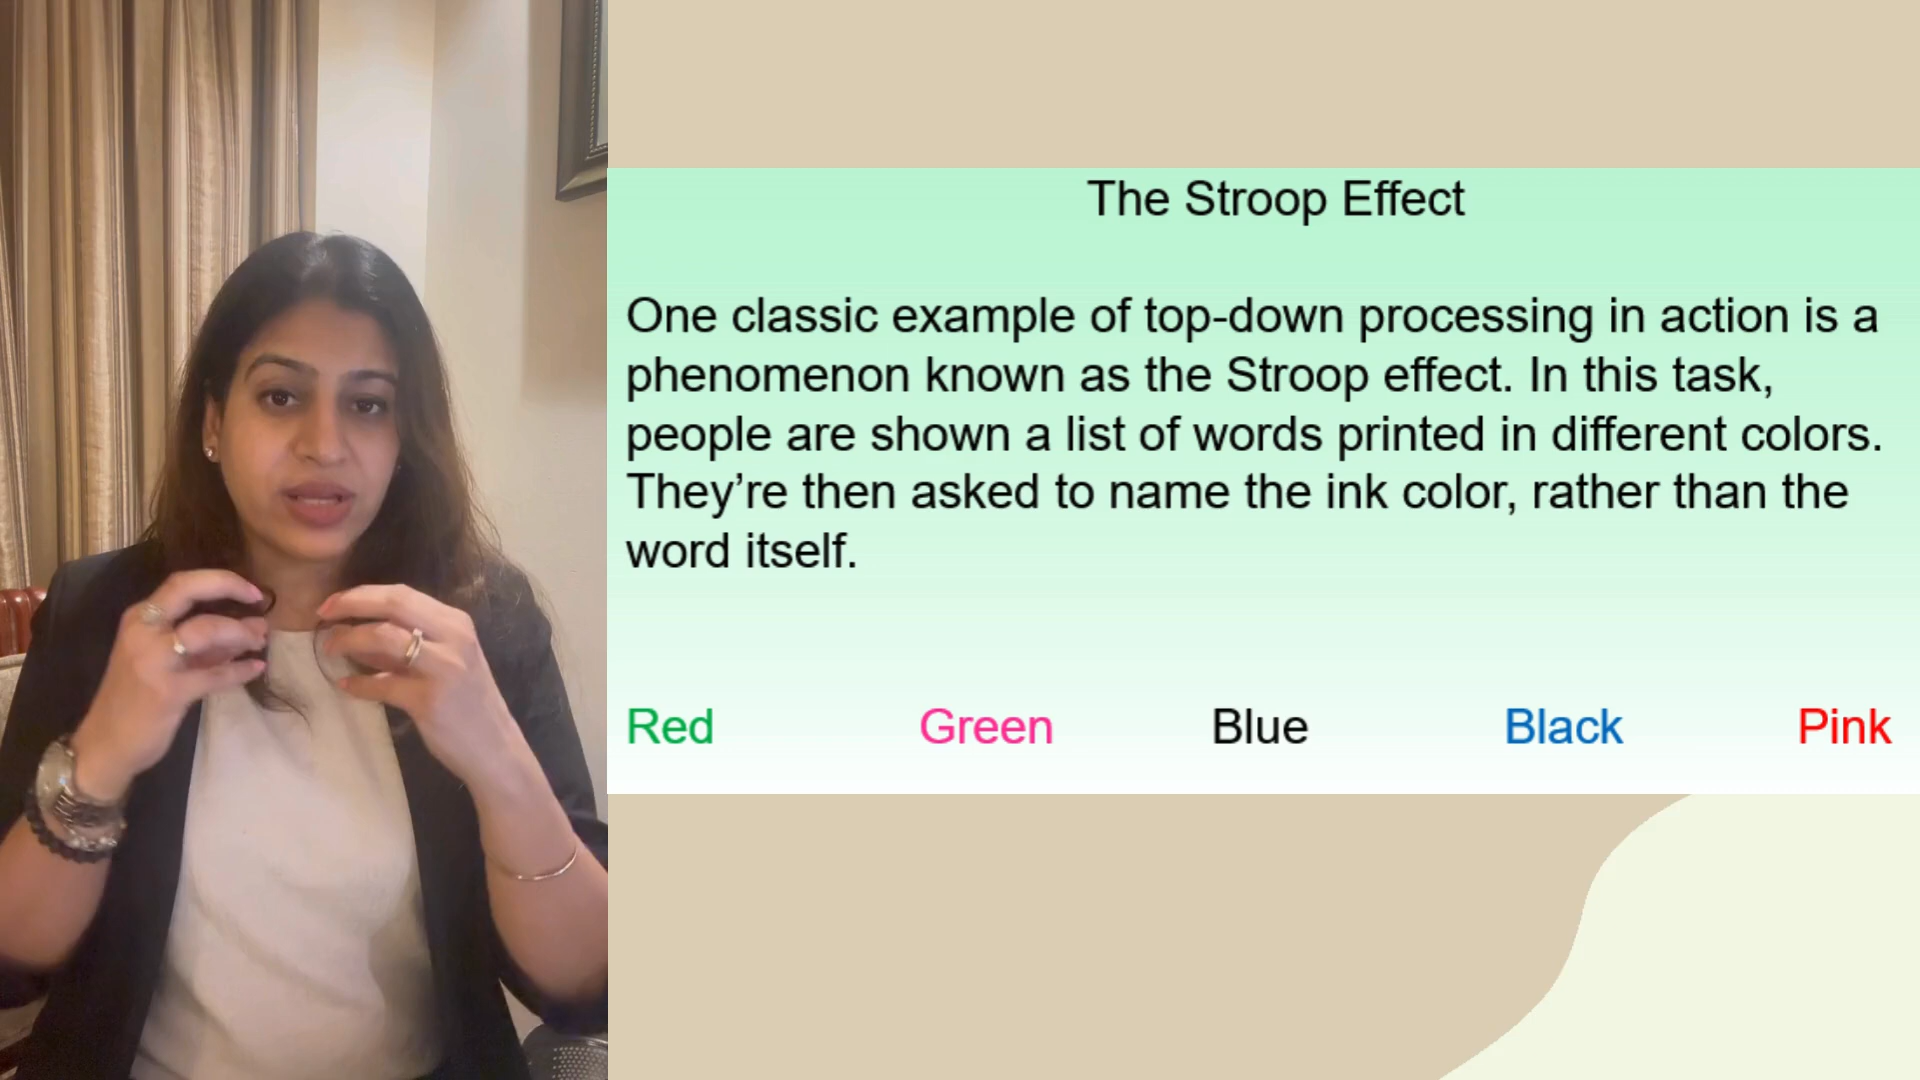 The Stroop Effect
One classic example of top-down processing in action is a
phenomenon known as the Stroop effect. In this task,
people are shown a list of words printed in different colors.
They’re then asked to name the ink color, rather than the
word itself.
Red Green Blue Black Pink